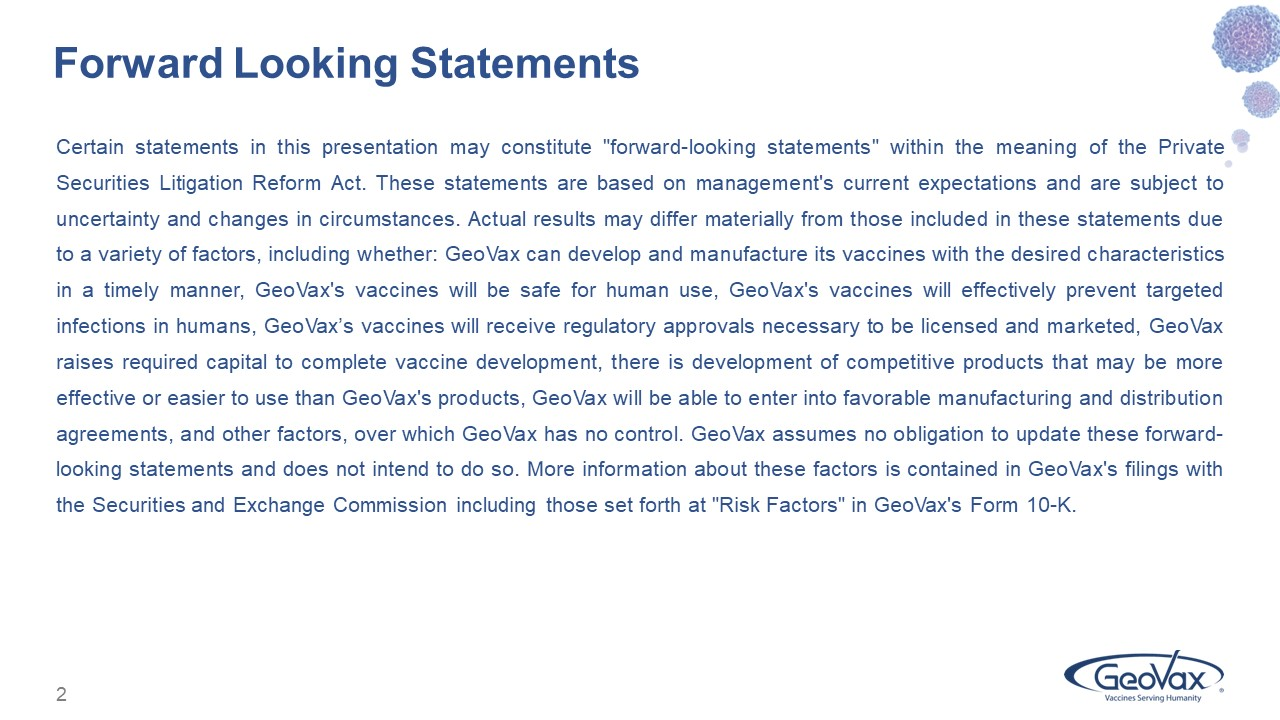 Forward Looking Statements
Certain statements in this presentation may constitute "forward-looking statements" within the meaning of the Private
Securities Litigation Reform Act. These statements are based on management's current expectations and are subject to
uncertainty and changes in circumstances. Actual results may differ materially from those included in these statements due
to a variety of factors, including whether: GeoVax can develop and manufacture its vaccines with the desired characteristics
in a timely manner, GeoVax's vaccines will be safe for human use, GeoVax's vaccines will effectively prevent targeted
infections in humans, GeoVax’s vaccines will receive regulatory approvals necessary to be licensed and marketed, GeoVax
raises required capital to complete vaccine development, there is development of competitive products that may be more
effective or easier to use than GeoVax's products, GeoVax will be able to enter into favorable manufacturing and distribution
agreements, and other factors, over which GeoVax has no control. GeoVax assumes no obligation to update these forward-
looking statements and does not intend to do so. More information about these factors is contained in GeoVax's filings with
the Securities and Exchange Commission including those set forth at "Risk Factors" in GeoVax's Form 10-K.
GeoVax ®
Vaccines Serving Humanity
2